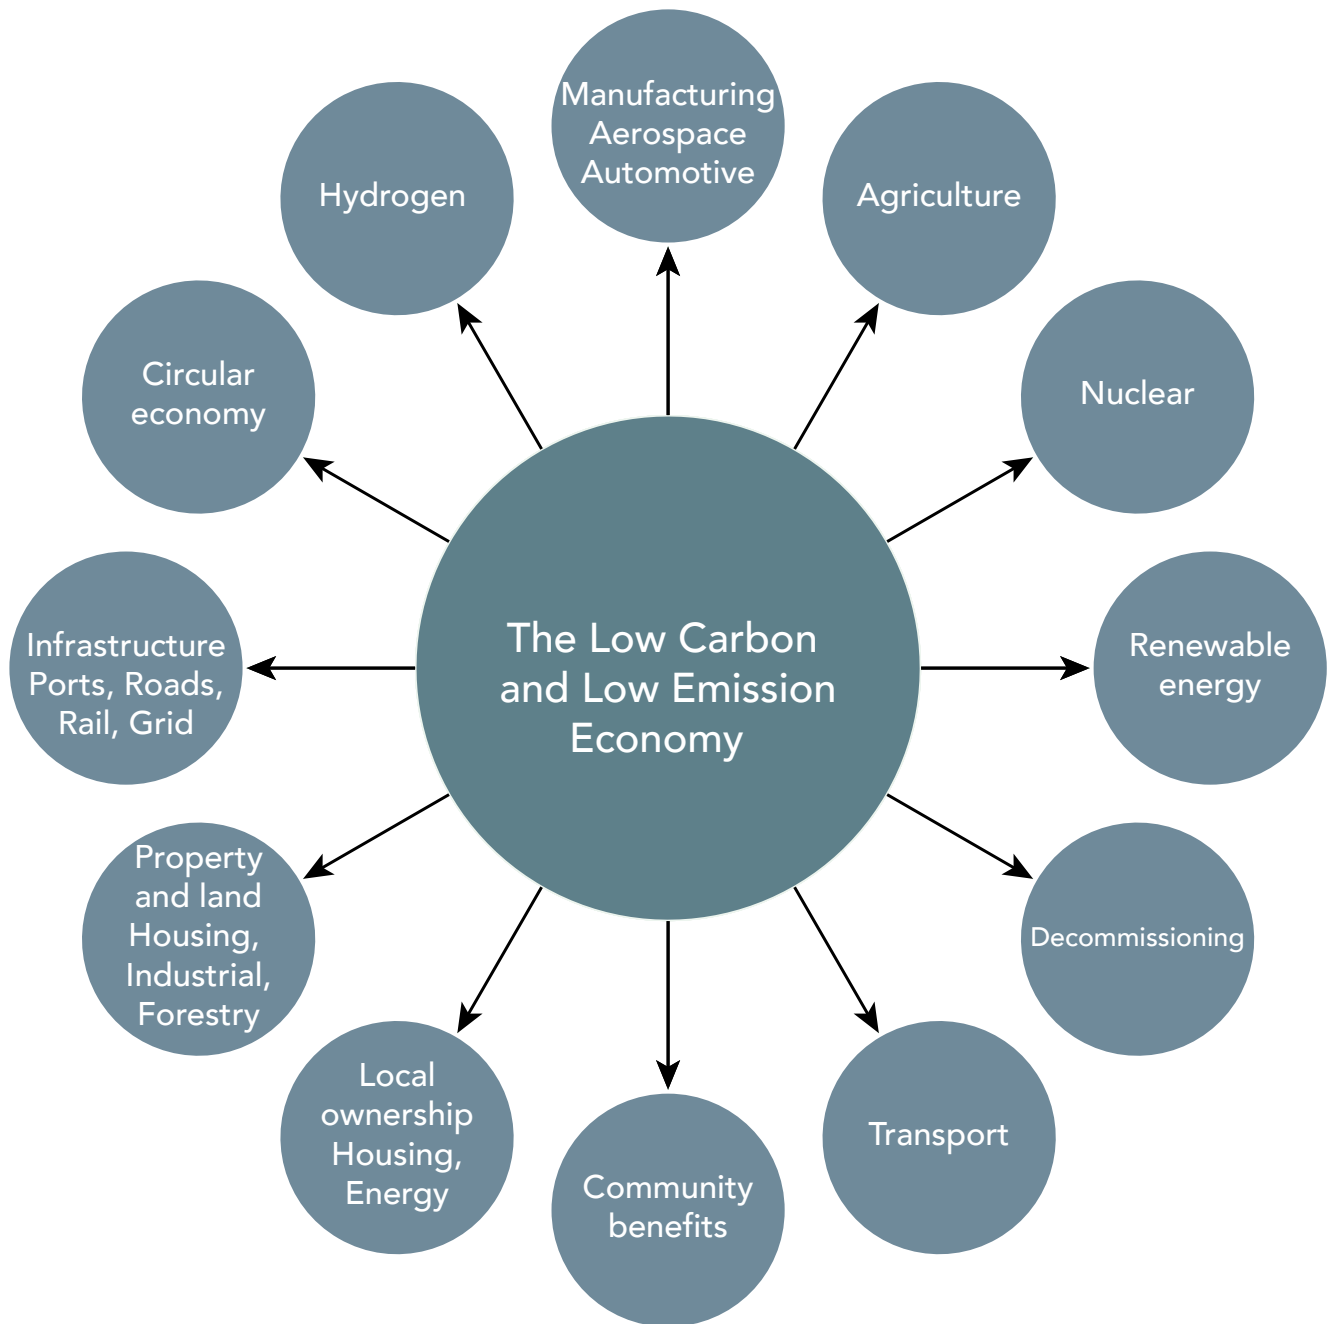 Manufacturing
Aerospace
Automotive
Agriculture
Nuclear
Renewable
energy
Decommissioning
Transport
Community
benefits
Local
ownership
Housing,
Energy
Property
and land
Housing,
Industrial,
Forestry
Infrastructure
Ports, Roads,
Rail, Grid
Circular
economy
Hydrogen
The Low Carbon
and Low Emission
Economy